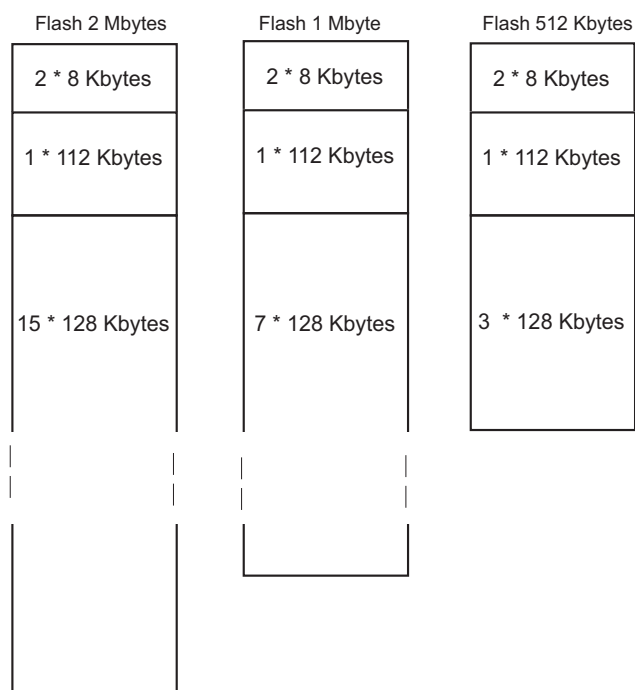 Flash 2 Mbytes
2 * 8 Kbytes
1 * 112 Kbytes
15 * 128 Kbytes
Flash 1 Mbyte
2 * 8 Kbytes
1 * 112 Kbytes
7 * 128 Kbytes
Flash 512 Kbytes
2 * 8 Kbytes
1 * 112 Kbytes
3 * 128 Kbytes